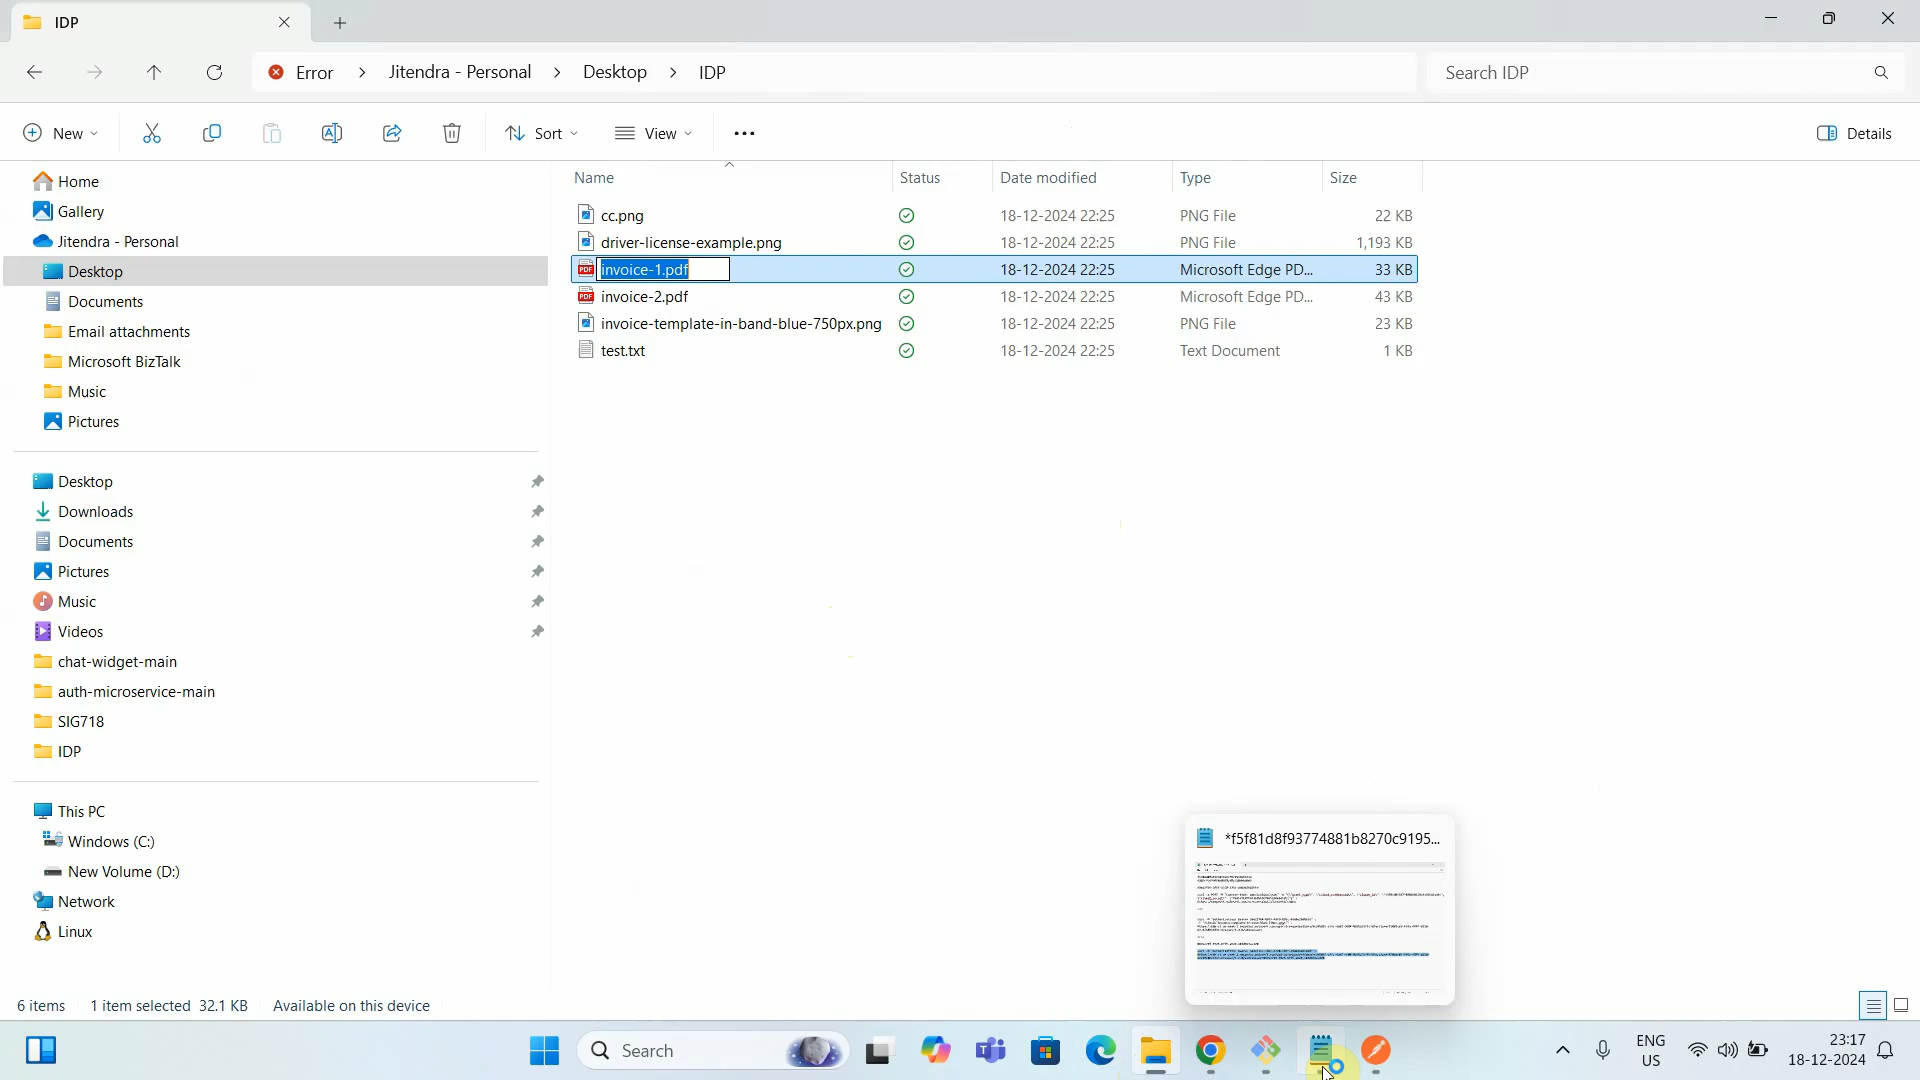 IDP
Error > Jitendra - Personal > Desktop > IDP
Search IDP
New
Sort
View
Details
Name Status Date modified Type Size
cc.png 18-12-2024 22:25 PNG File 22 KB
driver-license-example.png 18-12-2024 22:25 PNG File 1,193 KB
invoice-1.pdf 18-12-2024 22:25 Microsoft Edge PD... 33 KB
invoice-2.pdf 18-12-2024 22:25 Microsoft Edge PD... 43 KB
invoice-template-in-band-blue-750px.png 18-12-2024 22:25 PNG File 23 KB
test.txt 18-12-2024 22:25 Text Document 1 KB
Home
Gallery
Jitendra - Personal
Desktop
Documents
Email attachments
Microsoft BizTalk
Music
Pictures
Desktop
Downloads
Documents
Pictures
Music
Videos
chat-widget-main
auth-microservice-main
SIG718
IDP
This PC
Windows (C:)
New Volume (D:)
Network
Linux
*f5f81d8f93774881b8270c9195...
6 items 1 item selected 32.1 KB Available on this device
Search
ENG
US
23:17
18-12-2024